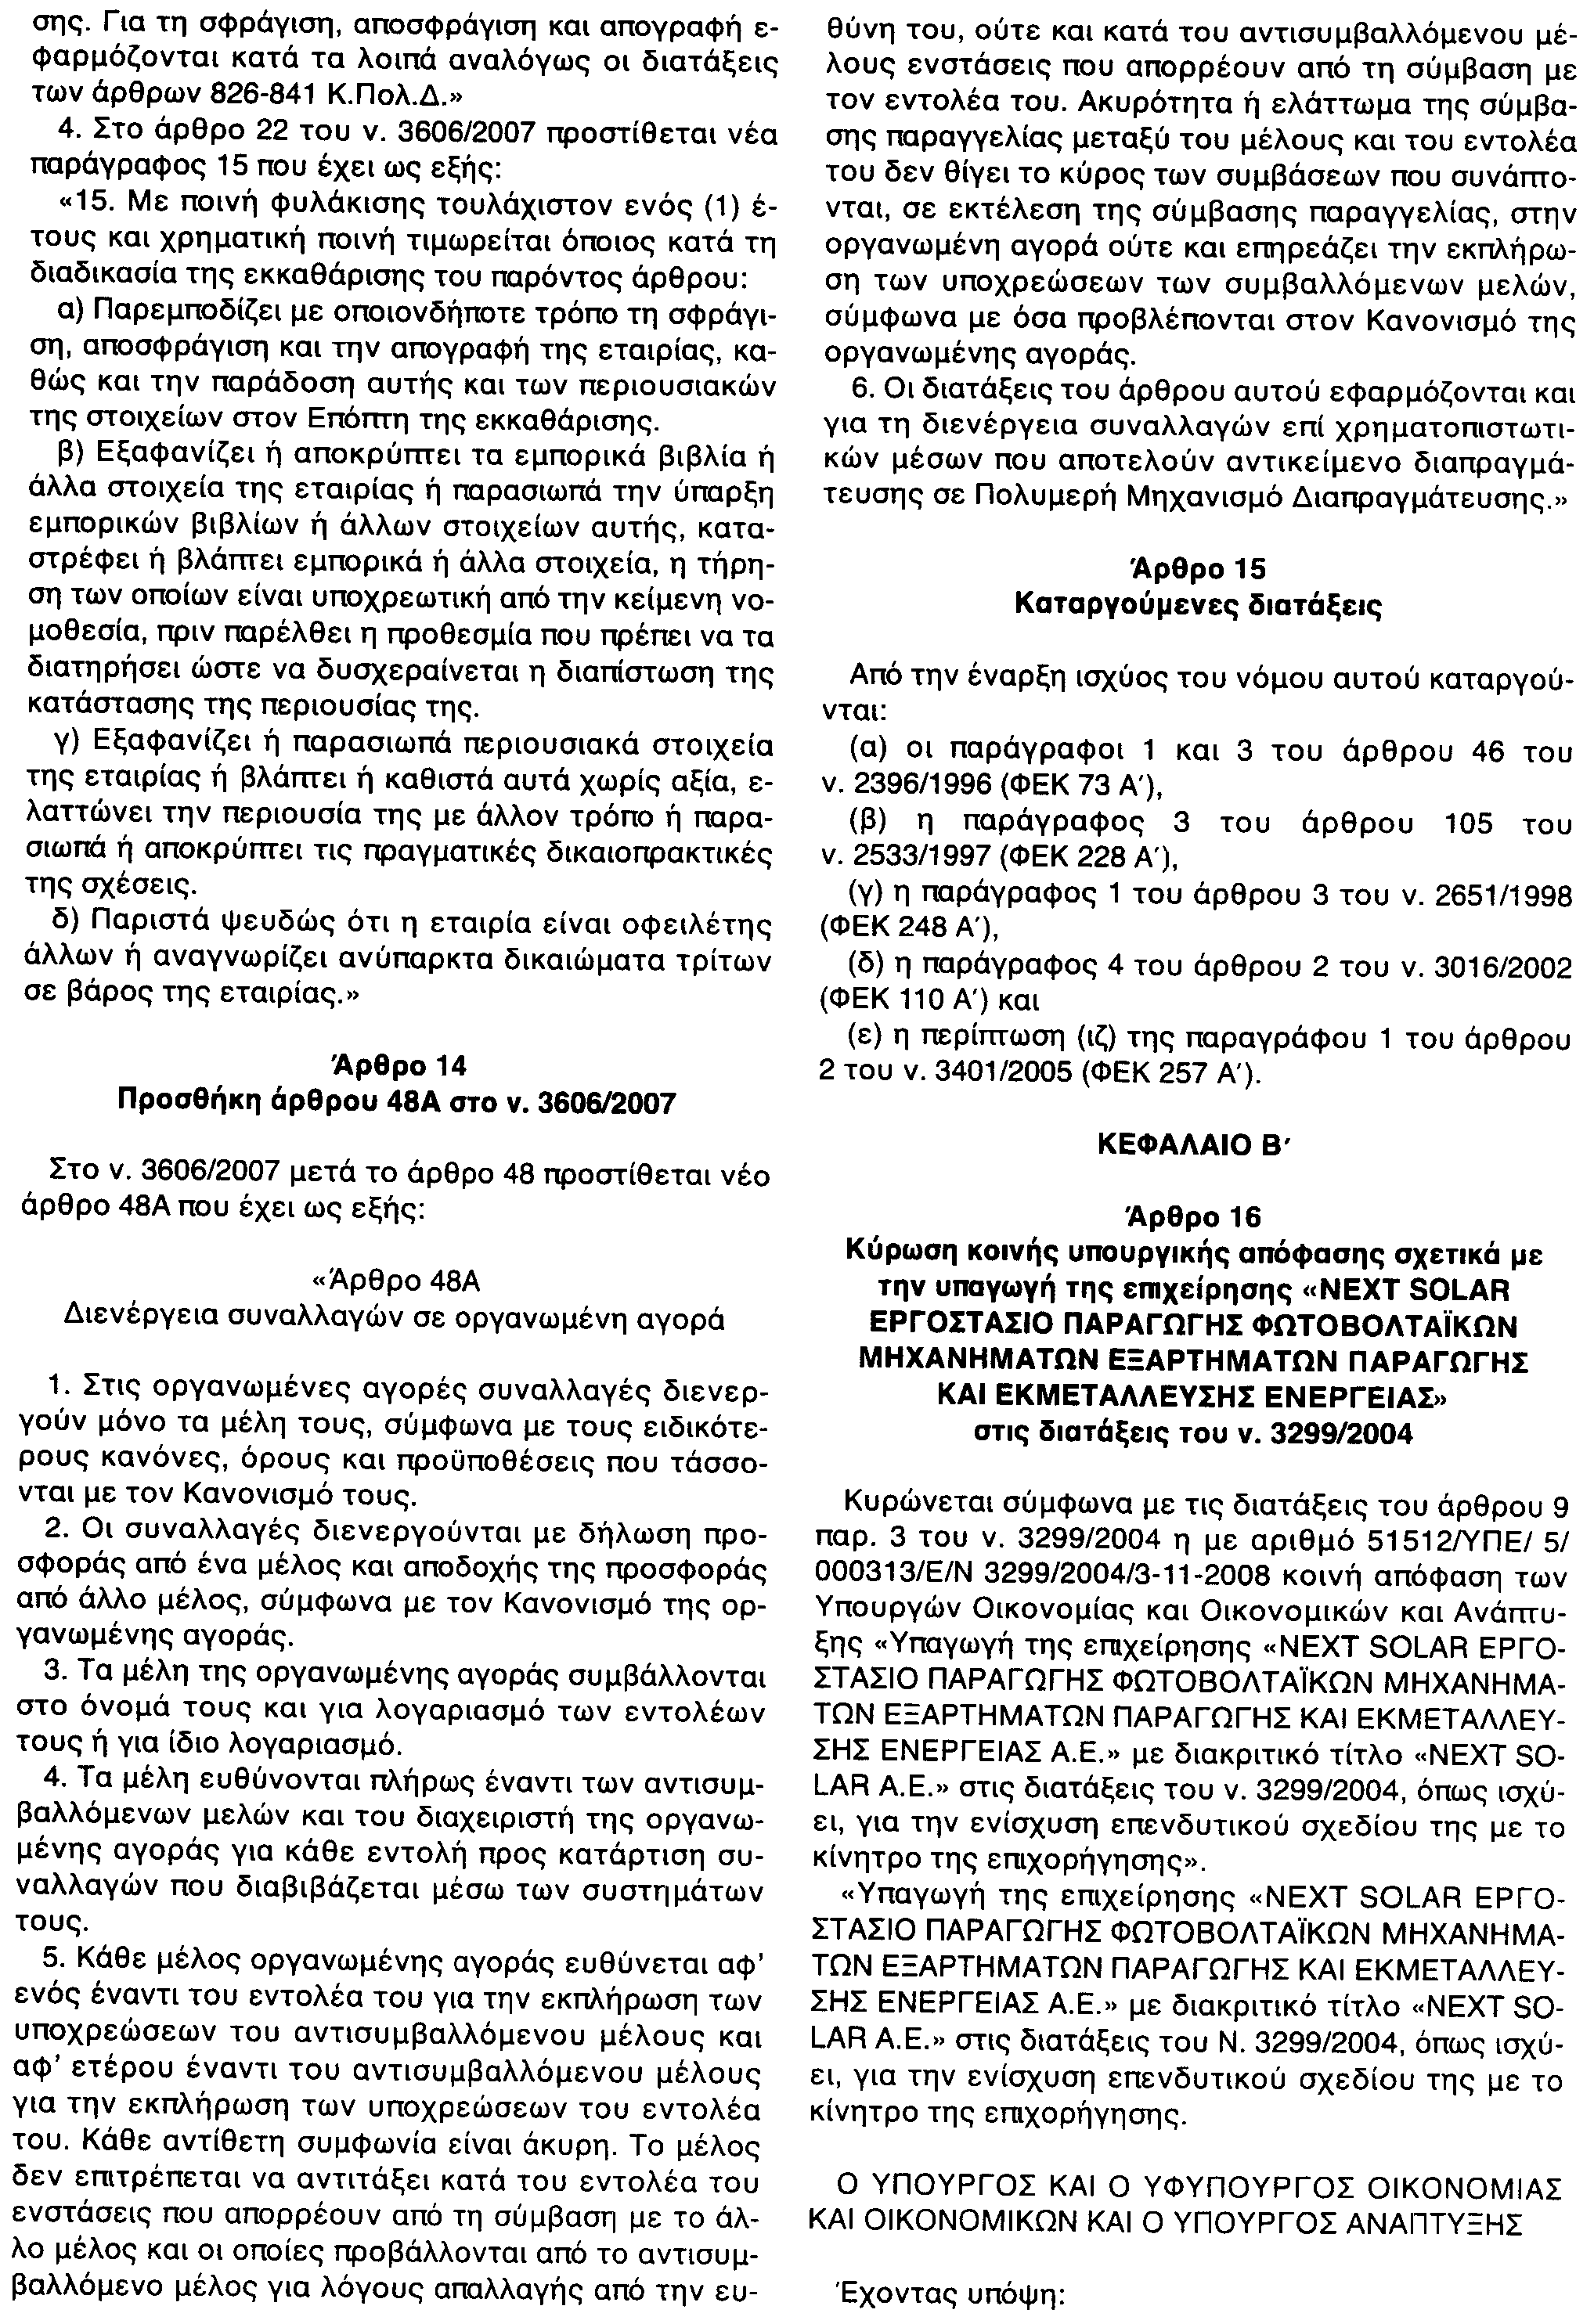 σης. Για τη σφράγιση, αποσφράγιση και απογραφή ε-
φαρμόζονται κατά τα λοιπά αναλόγως οι διατάξεις
των άρθρων 826-841 Κ.Πολ.Δ.»
4. Στο άρθρο 22 του ν. 3606/2007 προστίθεται νέα
παράγραφος 15 που έχει ως εξής:
«15. Με ποινή φυλάκισης τουλάχιστον ενός (1) έ-
τους και χρηματική ποινή τιμωρείται όποιος κατά τη
διαδικασία της εκκαθάρισης του παρόντος άρθρου:
α) Παρεμποδίζει με οποιονδήποτε τρόπο τη σφράγι-
ση, αποσφράγιση και την απογραφή της εταιρίας, κα-
θώς και την παράδοση αυτής και των περιουσιακών
της στοιχείων στον Επόπτη της εκκαθάρισης.
β) Εξαφανίζει ή αποκρύπτει τα εμπορικά βιβλία ή
άλλα στοιχεία της εταιρίας ή παρασιωπά την ύπαρξη
εμπορικών βιβλίων ή άλλων στοιχείων αυτής, κατα-
στρέφει ή βλάπτει εμπορικά ή άλλα στοιχεία, η τήρη-
ση των οποίων είναι υποχρεωτική από την κείμενη νο-
μοθεσία, πριν παρέλθει η προθεσμία που πρέπει να τα
διατηρήσει ώστε να δυσχεραίνεται η διαπίστωση της
κατάστασης της περιουσίας της.
γ) Εξαφανίζει ή παρασιωπά περιουσιακά στοιχεία
της εταιρίας ή βλάπτει ή καθιστά αυτά χωρίς αξία, ε-
λαττώνει την περιουσία της με άλλον τρόπο ή παρα-
σιωπά ή αποκρύπτει τις πραγματικές δικαιοπρακτικές
της σχέσεις.
δ) Παριστά ψευδώς ότι η εταιρία είναι οφειλέτης
άλλων ή αναγνωρίζει ανύπαρκτα δικαιώματα τρίτων
σε βάρος της εταιρίας.»
Άρθρο 14
Προσθήκη άρθρου 48Α στο ν. 3606/2007
Στο ν. 3606/2007 μετά το άρθρο 48 προστίθεται νέο
άρθρο 48Α που έχει ως εξής:
«Άρθρο 48Α
Διενέργεια συναλλαγών σε οργανωμένη αγορά
1. Στις οργανωμένες αγορές συναλλαγές διενερ-
γούν μόνο τα μέλη τους, σύμφωνα με τους ειδικότε-
ρους κανόνες, όρους και προϋποθέσεις που τάσσο-
νται με τον Κανονισμό τους.
2. Οι συναλλαγές διενεργούνται με δήλωση προ-
σφοράς από ένα μέλος και αποδοχής της προσφοράς
από άλλο μέλος, σύμφωνα με τον Κανονισμό της ορ-
γανωμένης αγοράς.
3. Τα μέλη της οργανωμένης αγοράς συμβάλλονται
στο όνομά τους και για λογαριασμό των εντολέων
τους ή για ίδιο λογαριασμό.
4. Τα μέλη ευθύνονται πλήρως έναντι των αντισυμ-
βαλλόμενων μελών και του διαχειριστή της οργανω-
μένης αγοράς για κάθε εντολή προς κατάρτιση συ-
ναλλαγών που διαβιβάζεται μέσω των συστημάτων
τους.
5. Κάθε μέλος οργανωμένης αγοράς ευθύνεται αφ'
ενός έναντι του εντολέα του για την εκπλήρωση των
υποχρεώσεων του αντισυμβαλλόμενου μέλους και
αφ' ετέρου έναντι του αντισυμβαλλόμενου μέλους
για την εκπλήρωση των υποχρεώσεων του εντολέα
του. Κάθε αντίθετη συμφωνία είναι άκυρη. Το μέλος
δεν επιτρέπεται να αντιτάξει κατά του εντολέα του
ενστάσεις που απορρέουν από τη σύμβαση με το άλ-
λο μέλος και οι οποίες προβάλλονται από το αντισυμ-
βαλλόμενο μέλος για λόγους απαλλαγής από την ευ-
θύνη του, ούτε και κατά του αντισυμβαλλόμενου μέ-
λους ενστάσεις που απορρέουν από τη σύμβαση με
τον εντολέα του. Ακυρότητα ή ελάττωμα της σύμβα-
σης παραγγελίας μεταξύ του μέλους και του εντολέα
του δεν θίγει το κύρος των συμβάσεων που συνάπτο-
νται, σε εκτέλεση της σύμβασης παραγγελίας, στην
οργανωμένη αγορά ούτε και επηρεάζει την εκπλήρω-
ση των υποχρεώσεων των συμβαλλόμενων μελών,
σύμφωνα με όσα προβλέπονται στον Κανονισμό της
οργανωμένης αγοράς.
6. Οι διατάξεις του άρθρου αυτού εφαρμόζονται και
για τη διενέργεια συναλλαγών επί χρηματοπιστωτι-
κών μέσων που αποτελούν αντικείμενο διαπραγμά-
τευσης σε Πολυμερή Μηχανισμό Διαπραγμάτευσης.»
Άρθρο 15
Καταργούμενες διατάξεις
Από την έναρξη ισχύος του νόμου αυτού καταργού-
νται:
(α) οι παράγραφοι 1 και 3 του άρθρου 46 του
ν. 2396/1996 (ΦΕΚ 73 Α'),
(β) η παράγραφος 3 του άρθρου 105 του
ν. 2533/1997 (ΦΕΚ 228 Α'),
(γ) η παράγραφος 1 του άρθρου 3 του ν. 2651/1998
(ΦΕΚ 248 Α'),
(δ) η παράγραφος 4 του άρθρου 2 του ν. 3016/2002
(ΦΕΚ 110 Α') και
(ε) η περίπτωση (ιζ) της παραγράφου 1 του άρθρου
2 του ν. 3401/2005 (ΦΕΚ 257 Α').
ΚΕΦΑΛΑΙΟ Β'
Άρθρο 16
Κύρωση κοινής υπουργικής απόφασης σχετικά με
την υπαγωγή της επιχείρησης «NEXT SOLAR
ΕΡΓΟΣΤΑΣΙΟ ΠΑΡΑΓΩΓΗΣ ΦΩΤΟΒΟΛΤΑΪΚΩΝ
ΜΗΧΑΝΗΜΑΤΩΝ ΕΞΑΡΤΗΜΑΤΩΝ ΠΑΡΑΓΩΓΗΣ
ΚΑΙ ΕΚΜΕΤΑΛΛΕΥΣΗΣ ΕΝΕΡΓΕΙΑΣ»
στις διατάξεις του ν. 3299/2004
Κυρώνεται σύμφωνα με τις διατάξεις του άρθρου 9
παρ. 3 του ν. 3299/2004 η με αριθμό 51512/ΥΠΕ/ 5/
000313/Ε/Ν 3299/2004/3-11-2008 κοινή απόφαση των
Υπουργών Οικονομίας και Οικονομικών και Ανάπτυ-
ξης «Υπαγωγή της επιχείρησης «NEXT SOLAR ΕΡΓΟ-
ΣΤΑΣΙΟ ΠΑΡΑΓΩΓΗΣ ΦΩΤΟΒΟΛΤΑΪΚΩΝ ΜΗΧΑΝΗΜΑ-
ΤΩΝ ΕΞΑΡΤΗΜΑΤΩΝ ΠΑΡΑΓΩΓΗΣ ΚΑΙ ΕΚΜΕΤΑΛΛΕΥ-
ΣΗΣ ΕΝΕΡΓΕΙΑΣ Α.Ε.» με διακριτικό τίτλο «NEXT SO-
LAR Α.Ε.» στις διατάξεις του ν. 3299/2004, όπως ισχύ-
ει, για την ενίσχυση επενδυτικού σχεδίου της με το
κίνητρο της επιχορήγησης».
«Υπαγωγή της επιχείρησης «NEXT SOLAR ΕΡΓΟ-
ΣΤΑΣΙΟ ΠΑΡΑΓΩΓΗΣ ΦΩΤΟΒΟΛΤΑΪΚΩΝ ΜΗΧΑΝΗΜΑ-
ΤΩΝ ΕΞΑΡΤΗΜΑΤΩΝ ΠΑΡΑΓΩΓΗΣ ΚΑΙ ΕΚΜΕΤΑΛΛΕΥ-
ΣΗΣ ΕΝΕΡΓΕΙΑΣ Α.Ε.» με διακριτικό τίτλο «NEXT SO-
LAR Α.Ε.» στις διατάξεις του Ν. 3299/2004, όπως ισχύ-
ει, για την ενίσχυση επενδυτικού σχεδίου της με το
κίνητρο της επιχορήγησης.
Ο ΥΠΟΥΡΓΟΣ ΚΑΙ Ο ΥΦΥΠΟΥΡΓΟΣ ΟΙΚΟΝΟΜΙΑΣ
ΚΑΙ ΟΙΚΟΝΟΜΙΚΩΝ ΚΑΙ Ο ΥΠΟΥΡΓΟΣ ΑΝΑΠΤΥΞΗΣ
Έχοντας υπόψη: